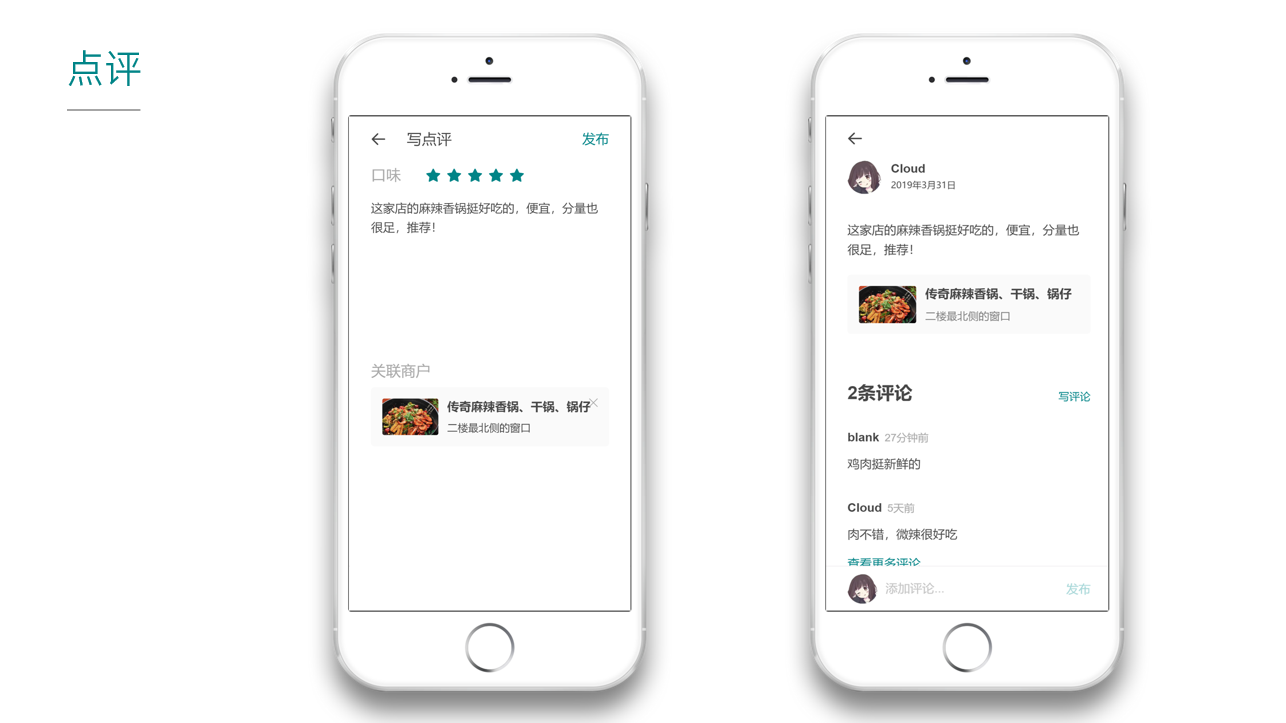 点评
写点评 发布
口味
这家店的麻辣香锅挺好吃的，便宜，分量也
很足，推荐！
关联商户
传奇麻辣香锅、干锅、锅仔
二楼最北侧的窗口
Cloud
2019年3月31日
这家店的麻辣香锅挺好吃的，便宜，分量也
很足，推荐！
传奇麻辣香锅、干锅、锅仔
二楼最北侧的窗口
2条评论 写评论
blank 27分钟前
鸡肉挺新鲜的
Cloud 5天前
肉不错，微辣很好吃
查看更多评论
添加评论... 发布